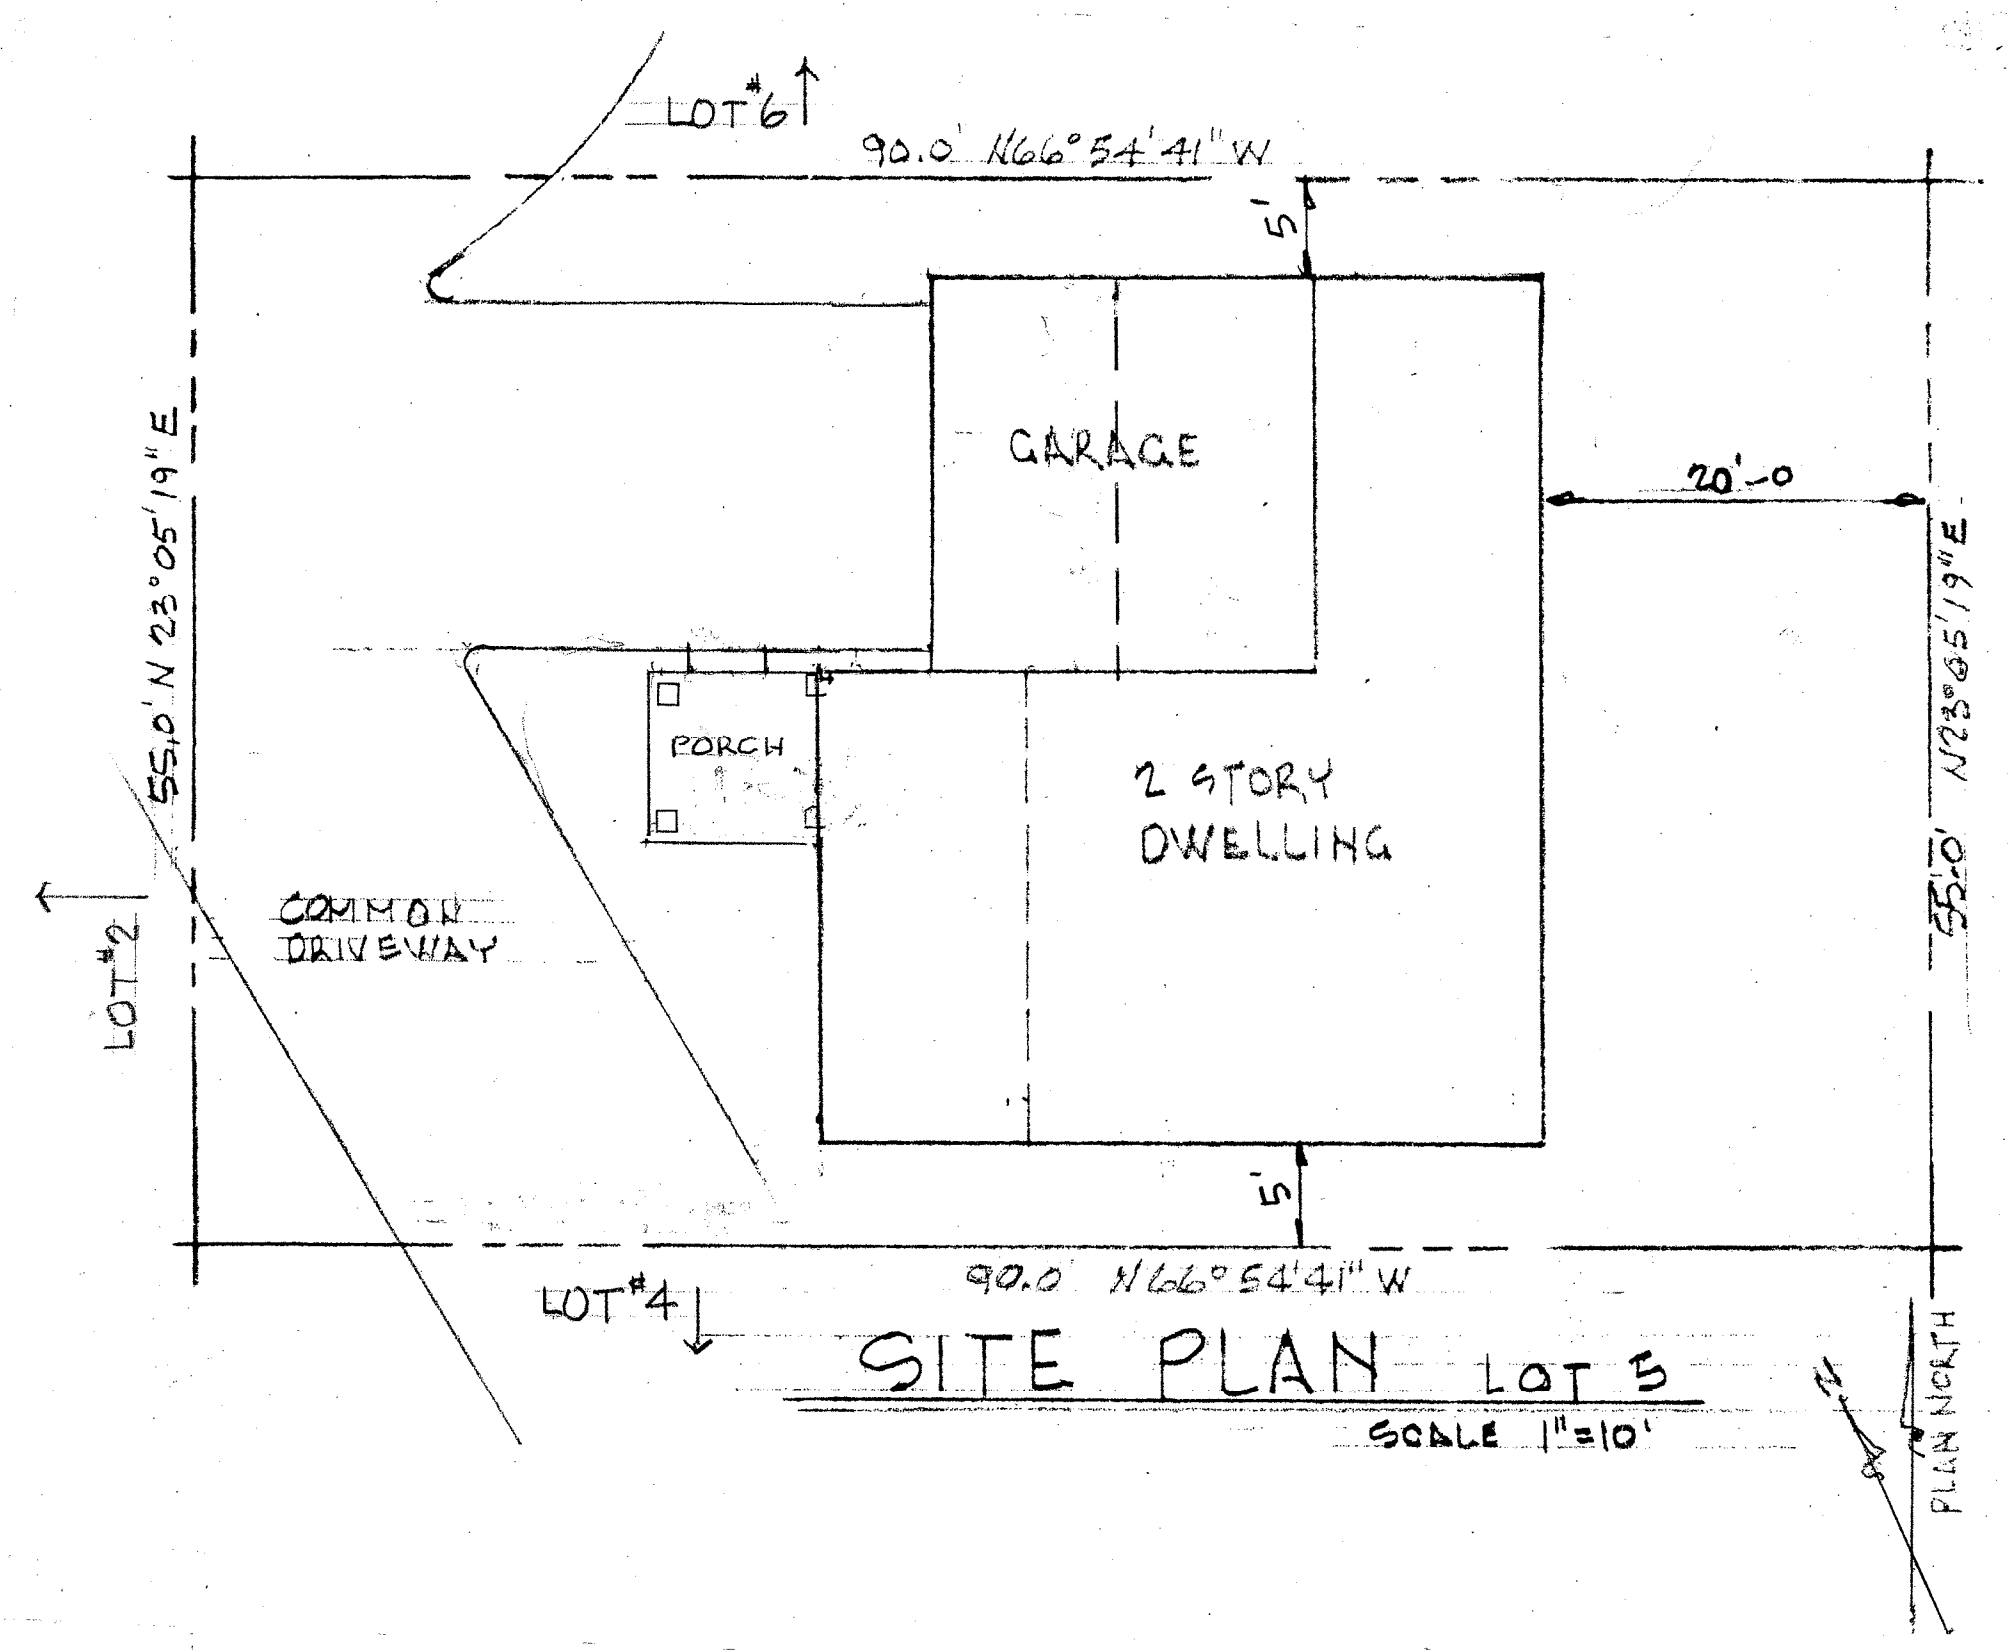 LOT #6
90.0' N66°54'41" W
5'
GARAGE
20'-0
55.0' N 23°05'19" E
55.0' N23°05'19" E
PORCH
2 STORY
DWELLING
COMMON
DRIVEWAY
LOT #2
5'
90.0' N66°54'41" W
LOT #4
SITE PLAN LOT 5
SCALE 1"=10'
N
PLAN NORTH